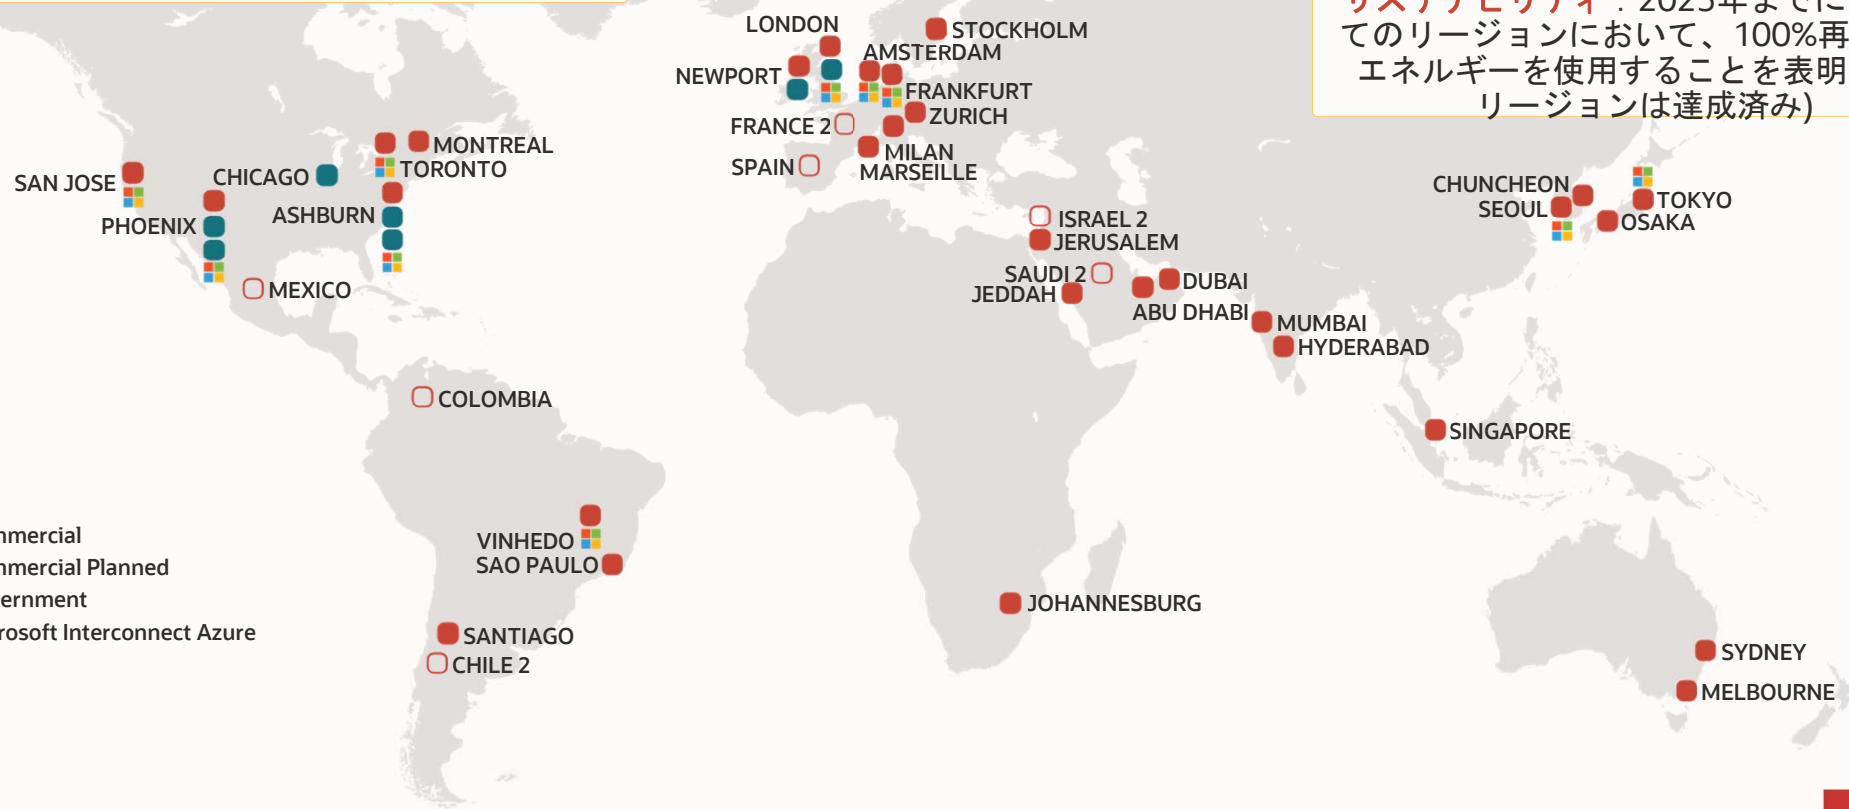 サステナビリティ：2025年までに
てのリージョンにおいて、100%再
エネルギーを使用することを表明
リージョンは達成済み)
LONDON
STOCKHOLM
AMSTERDAM
NEWPORT
FRANKFURT
ZURICH
FRANCE 2
MILAN
SPAIN
MARSEILLE
MONTREAL
TORONTO
CHICAGO
SAN JOSE
ASHBURN
PHOENIX
MEXICO
CHUNCHEON
SEOUL
TOKYO
OSAKA
ISRAEL 2
JERUSALEM
SAUDI 2
JEDDAH
DUBAI
ABU DHABI
MUMBAI
HYDERABAD
COLOMBIA
SINGAPORE
VINHEDO
SAO PAULO
mmercial
mmercial Planned
ernment
rosoft Interconnect Azure
JOHANNESBURG
SANTIAGO
CHILE 2
SYDNEY
MELBOURNE